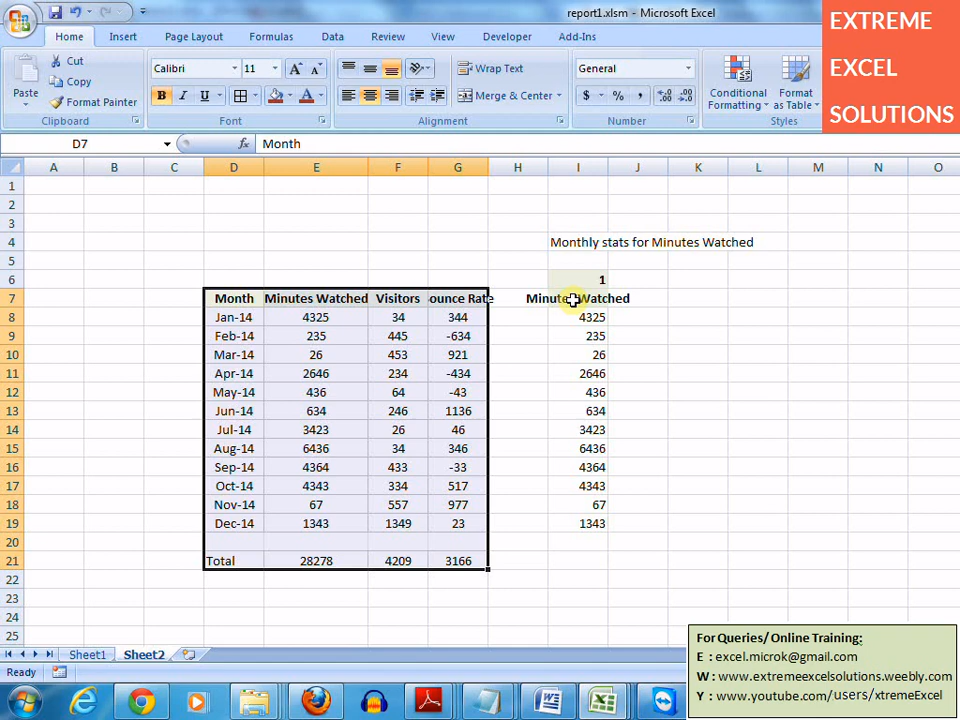 report1.xlsm - Microsoft Excel
EXTREME
EXCEL
SOLUTIONS
Home Insert Page Layout Formulas Data Review View Developer Add-Ins
Paste
Cut
Copy
Format Painter
Clipboard
Calibri 11
B I U A A A
Font
Wrap Text
Merge & Center
Alignment
General
$ % , .00 .0
Number
Conditional Formatting
Format as Table
Styles
D7 fx Month
A B C D E F G H I J K L M N O
1
2
3
4 Monthly stats for Minutes Watched
5
6 1
7 Month Minutes Watched Visitors ounce Rate Minutes Watched
8 Jan-14 4325 34 344 4325
9 Feb-14 235 445 -634 235
10 Mar-14 26 453 921 26
11 Apr-14 2646 234 -434 2646
12 May-14 436 64 -43 436
13 Jun-14 634 246 1136 634
14 Jul-14 3423 26 46 3423
15 Aug-14 6436 34 346 6436
16 Sep-14 4364 433 -33 4364
17 Oct-14 4343 334 517 4343
18 Nov-14 67 557 977 67
19 Dec-14 1343 1349 23 1343
20
21 Total 28278 4209 3166
22
23
24
25
Sheet1 Sheet2
Ready
For Queries/ Online Training:
E : excel.microk@gmail.com
W : www.extremeexcelsolutions.weebly.com
Y : www.youtube.com/users/xtremeExcel